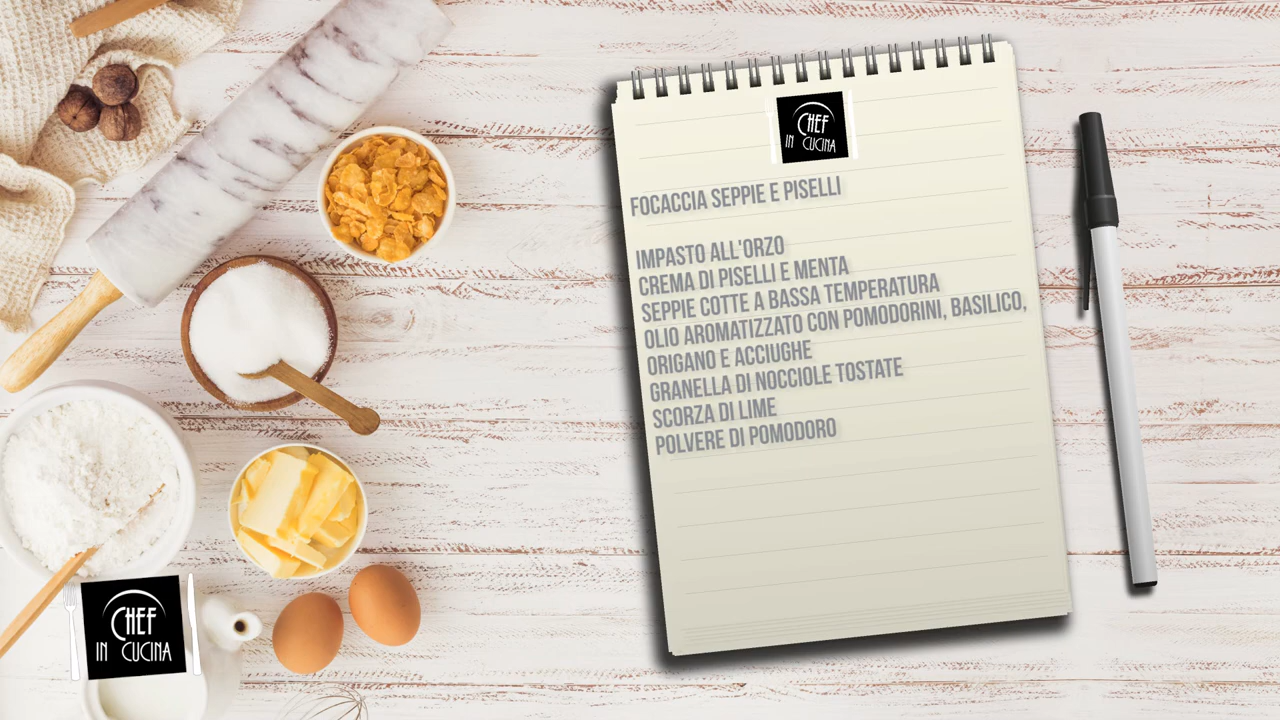 CHEF
IN CUCINA
FOCACCIA SEPPIE E PISELLI
IMPASTO ALL'ORZO
CREMA DI PISELLI E MENTA
SEPPIE COTTE A BASSA TEMPERATURA
OLIO AROMATIZZATO CON POMODORINI, BASILICO,
ORIGANO E ACCIUGHE
GRANELLA DI NOCCIOLE TOSTATE
SCORZA DI LIME
POLVERE DI POMODORO
CHEF
IN CUCINA